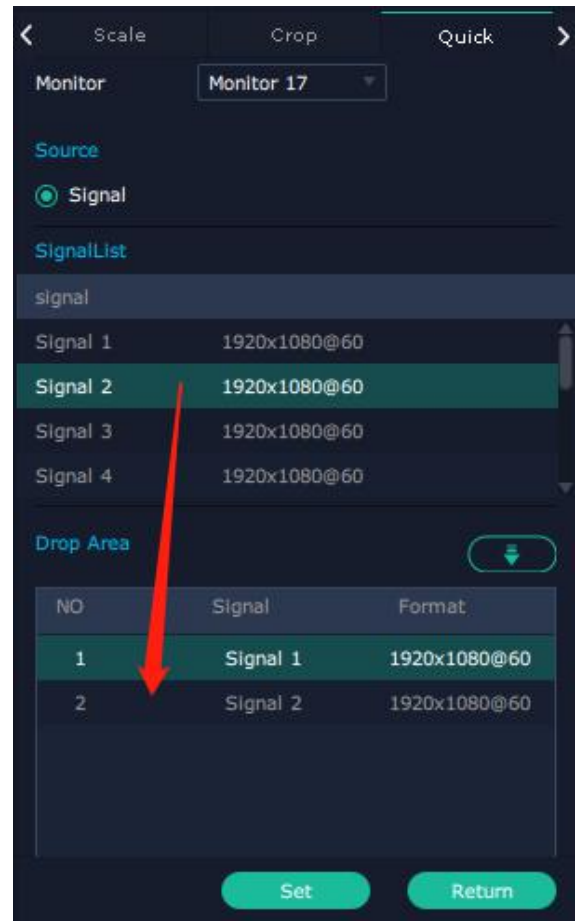 Scale Crop Quick
Monitor Monitor 17
Source
Signal
SignalList
signal
Signal 1 1920x1080@60
Signal 2 1920x1080@60
Signal 3 1920x1080@60
Signal 4 1920x1080@60
Drop Area
NO Signal Format
1 Signal 1 1920x1080@60
2 Signal 2 1920x1080@60
Set Return